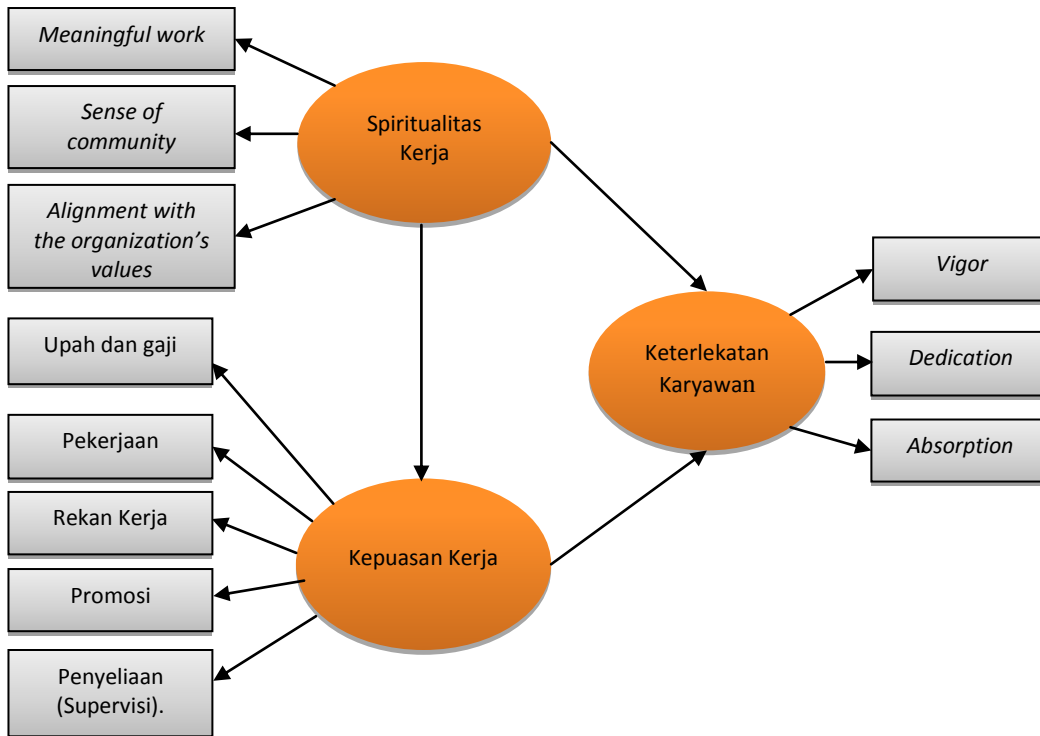 Meaningful work
Sense of
community
Alignment with
the organization’s
values
Spiritualitas
Kerja
Upah dan gaji
Pekerjaan
Rekan Kerja
Promosi
Penyeliaan
(Supervisi).
Kepuasan Kerja
Keterlekatan
Karyawan
Vigor
Dedication
Absorption